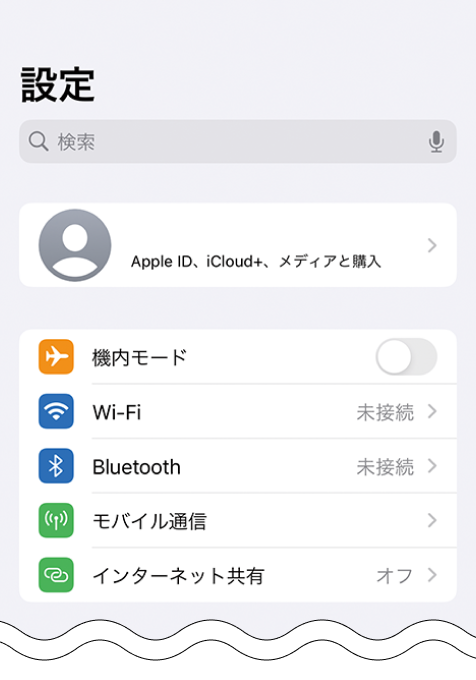 設定
検索
Apple ID、iCloud+、メディアと購入
機内モード
Wi-Fi 未接続
Bluetooth 未接続
モバイル通信
インターネット共有 オフ